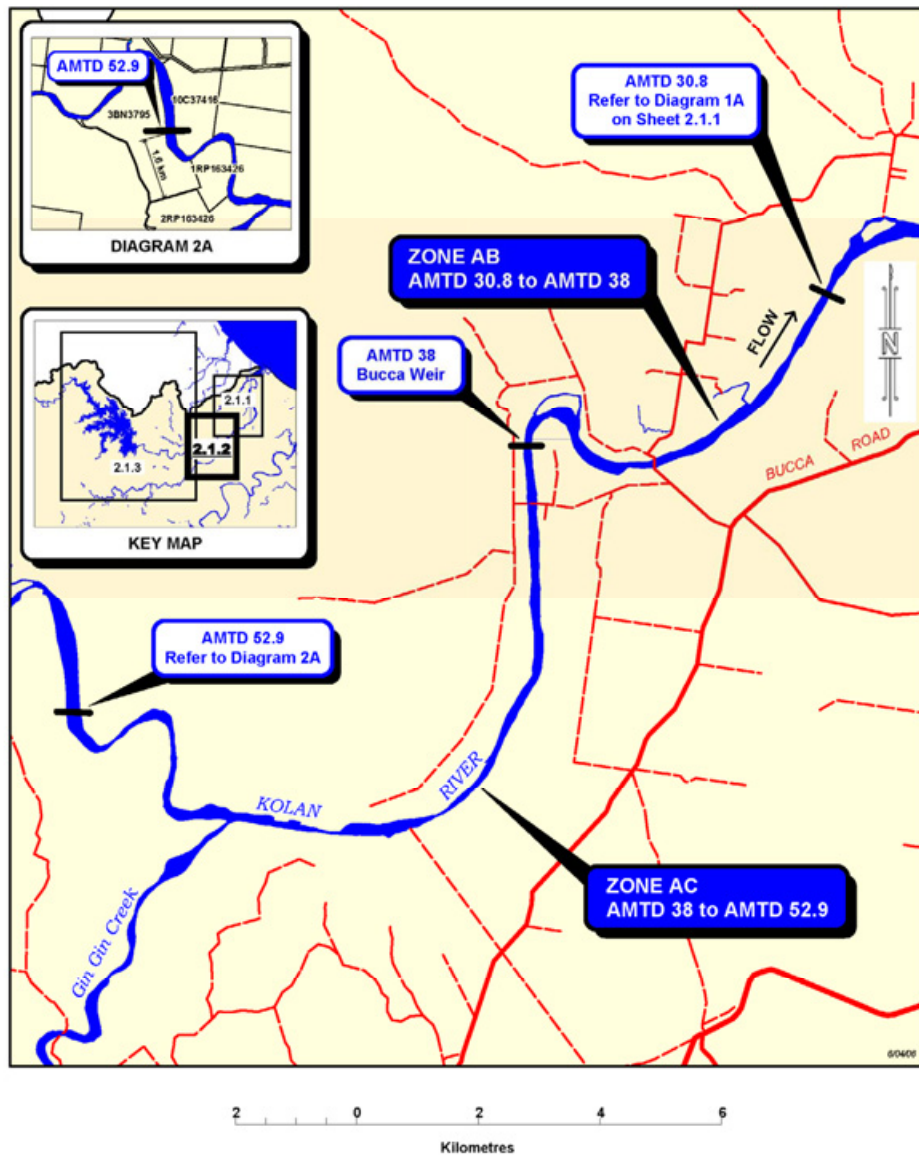 AMTD 52.9
10C37416
3BN3795
1.6 km
1RP163426
DIAGRAM 2A
AMTD 30.8
Refer to Diagram 1A
on Sheet 2.1.1
ZONE AB
AMTD 30.8 to AMTD 38
FLOW
N
2.1.1
2.1.2
2.1.3
KEY MAP
AMTD 38
Bucca Weir
BUCCA ROAD
AMTD 52.9
Refer to Diagram 2A
KOLAN RIVER
ZONE AC
AMTD 38 to AMTD 52.9
Gin Gin Creek
6/04/06
2 0 2 4 6
Kilometres